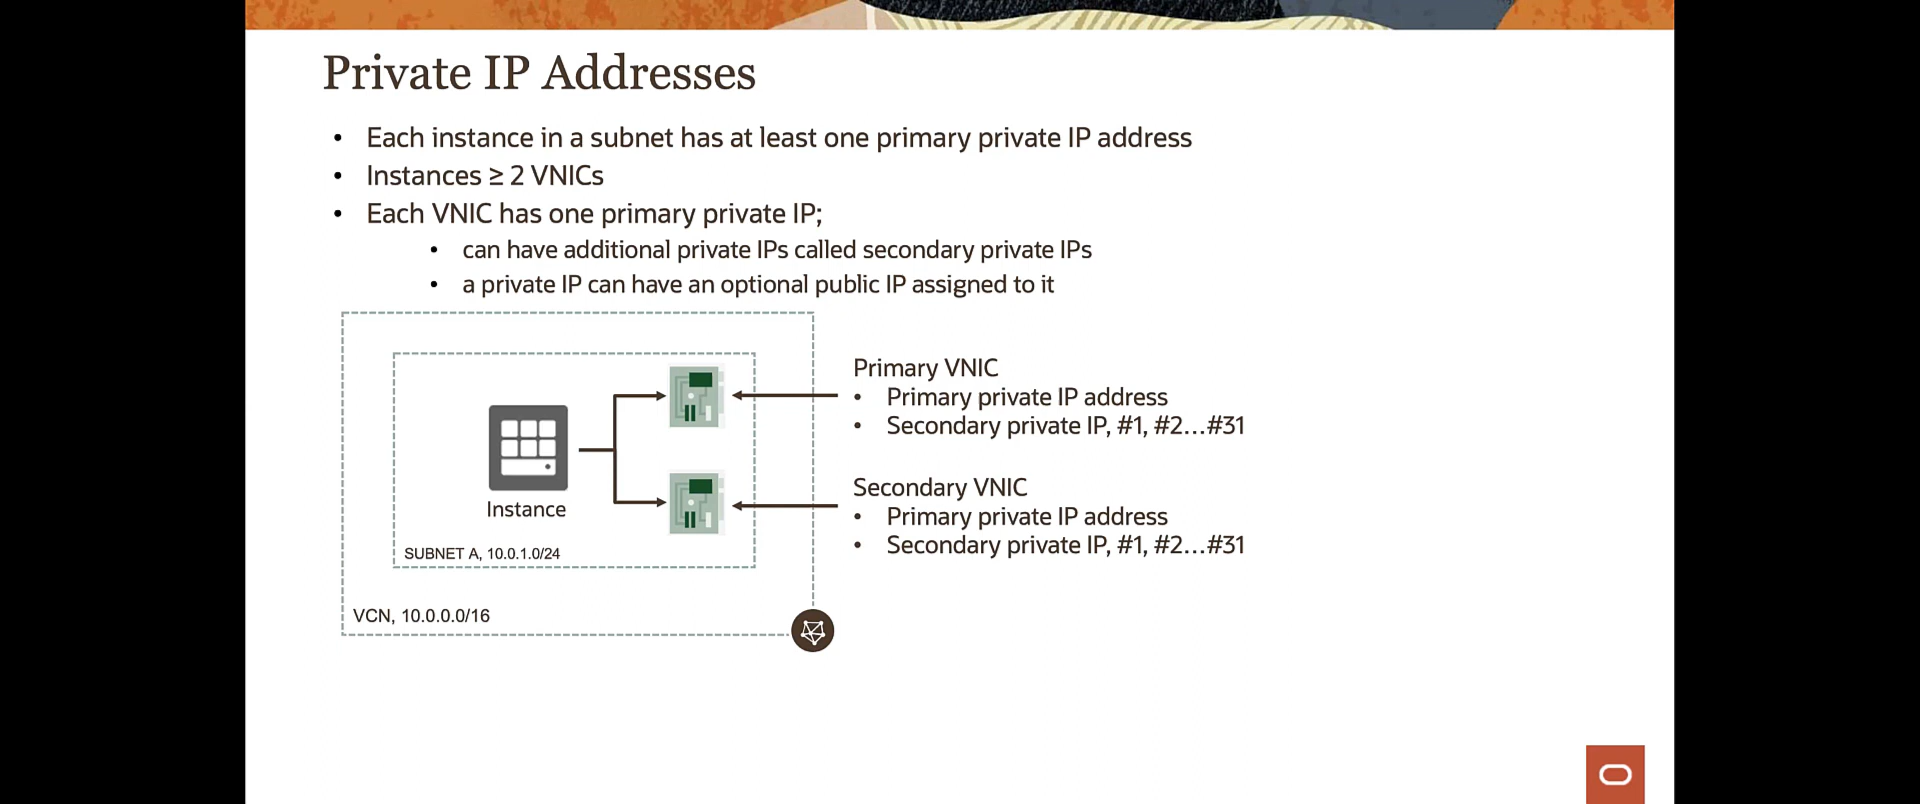 Private IP Addresses
• Each instance in a subnet has at least one primary private IP address
• Instances ≥ 2 VNICs
• Each VNIC has one primary private IP;
• can have additional private IPs called secondary private IPs
• a private IP can have an optional public IP assigned to it
Instance
SUBNET A, 10.0.1.0/24
VCN, 10.0.0.0/16
Primary VNIC
• Primary private IP address
• Secondary private IP, #1, #2...#31
Secondary VNIC
• Primary private IP address
• Secondary private IP, #1, #2...#31